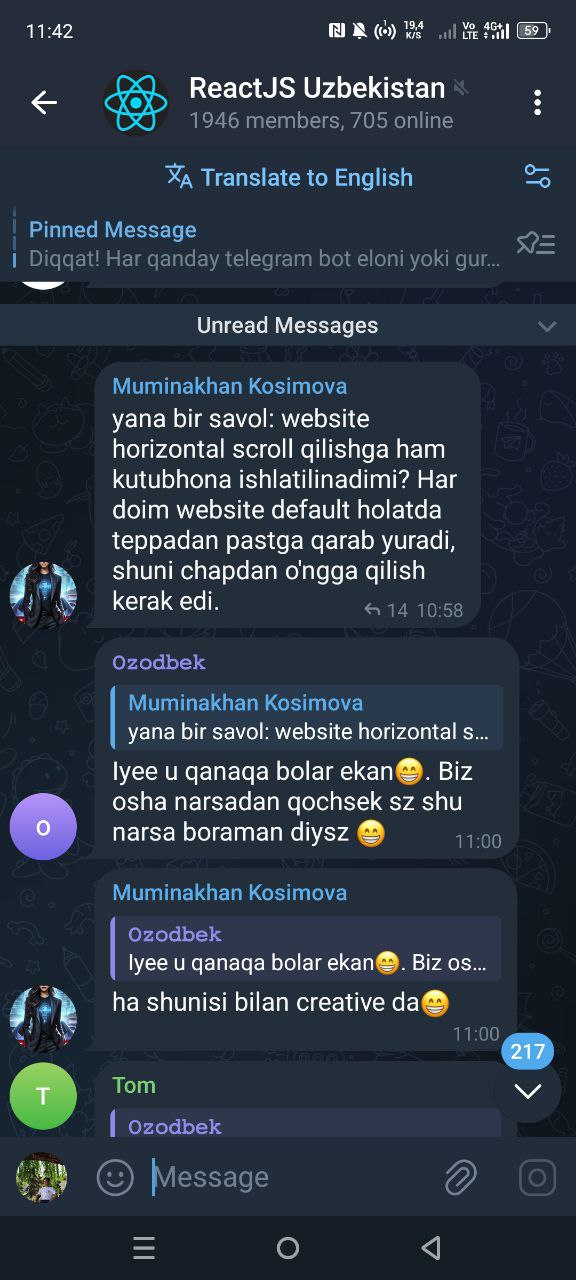 11:42
19,4
K/S
Vo
LTE
4G+
59
ReactJS Uzbekistan
1946 members, 705 online
Translate to English
Pinned Message
Diqqat! Har qanday telegram bot eloni yoki gur...
Unread Messages
Muminakhan Kosimova
yana bir savol: website
horizontal scroll qilishga ham
kutubhona ishlatilinadimi? Har
doim website default holatda
teppadan pastga qarab yuradi,
shuni chapdan o'ngga qilish
kerak edi.
14 10:58
Ozodbek
Muminakhan Kosimova
yana bir savol: website horizontal s...
Iyee u qanaqa bolar ekan😁. Biz
osha narsadan qochsek sz shu
narsa boraman diysz 😁
11:00
O
Muminakhan Kosimova
Ozodbek
Iyee u qanaqa bolar ekan😁. Biz os...
ha shunisi bilan creative da😁
11:00
217
T
Tom
Ozodbek
Message